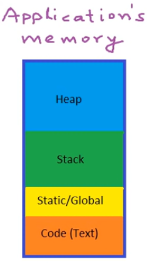 Application's
memory
Heap
Stack
Static/Global
Code (Text)